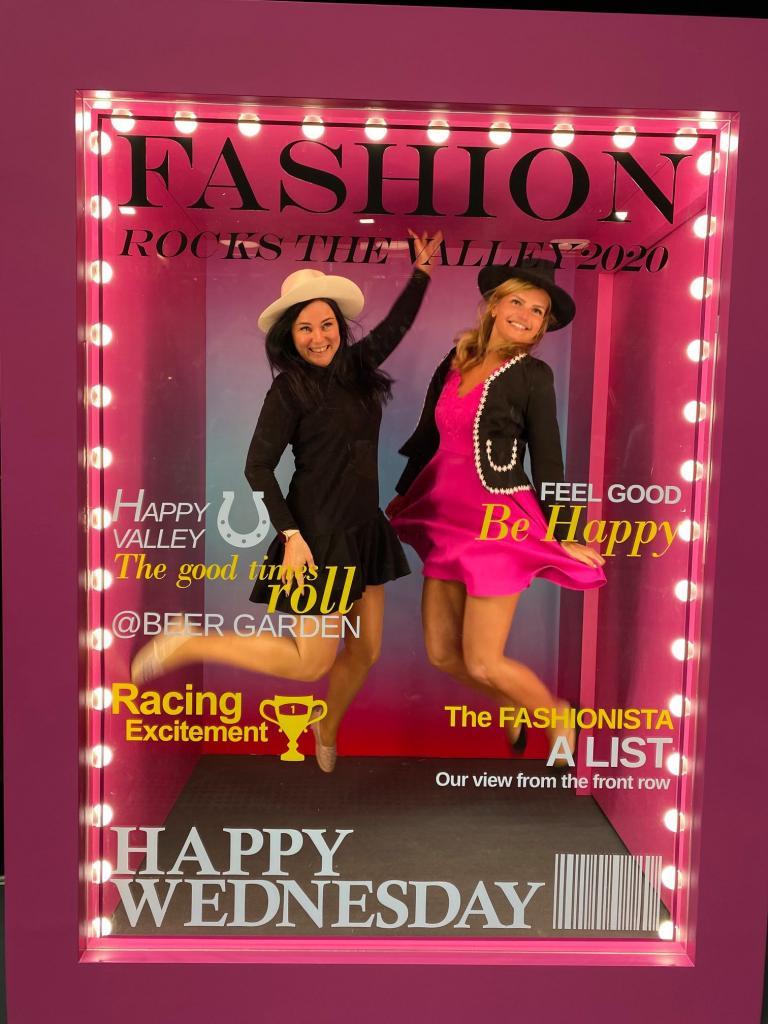 FASHION
ROCKS THE VALLEY 2020
HAPPY
VALLEY
The good times
roll
@BEER GARDEN
FEEL GOOD
Be Happy
Racing
Excitement
1
The FASHIONISTA
A LIST
Our view from the front row
HAPPY
WEDNESDAY